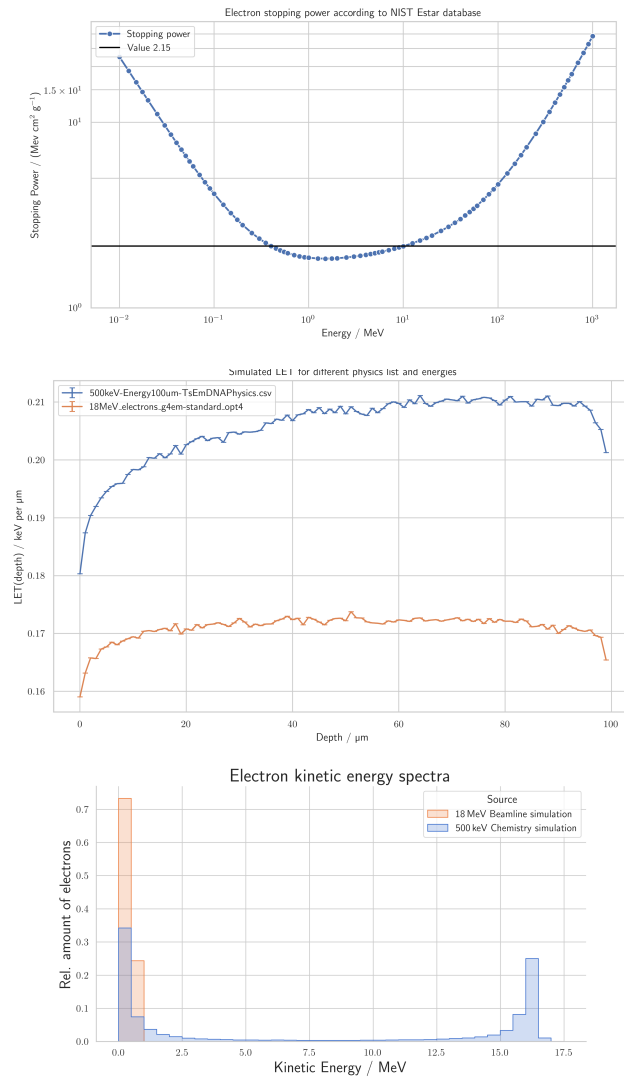 Electron stopping power according to NIST Estar database
Stopping power
Value 2.15
Stopping Power / (Mev cm² g⁻¹)
1.5 × 10¹
10¹
10⁰
10⁻²
10⁻¹
10⁰
10¹
10²
10³
Energy / MeV
Simulated LET for different physics list and energies
500keV-Energy100um-TsEmDNAPhysics.csv
18MeV.electrons.g4em-standard.opt4
LET(depth) / keV per μm
0.21
0.20
0.19
0.18
0.17
0.16
0
20
40
60
80
100
Depth / μm
Electron kinetic energy spectra
Source
18 MeV Beamline simulation
500 keV Chemistry simulation
Rel. amount of electrons
0.7
0.6
0.5
0.4
0.3
0.2
0.1
0.0
0.0
2.5
5.0
7.5
10.0
12.5
15.0
17.5
Kinetic Energy / MeV